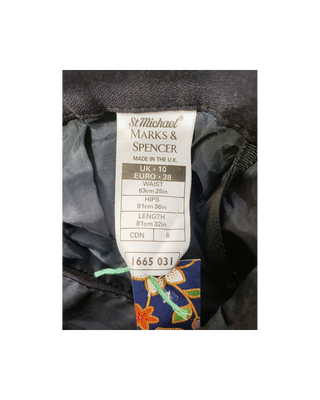 St Michael
MARKS &
SPENCER
MADE IN THE U.K.
UK - 10
EURO - 38
WAIST
63cm 25in
HIPS
91cm 36in
LENGTH
81cm 32in
CDN 8
1665 031